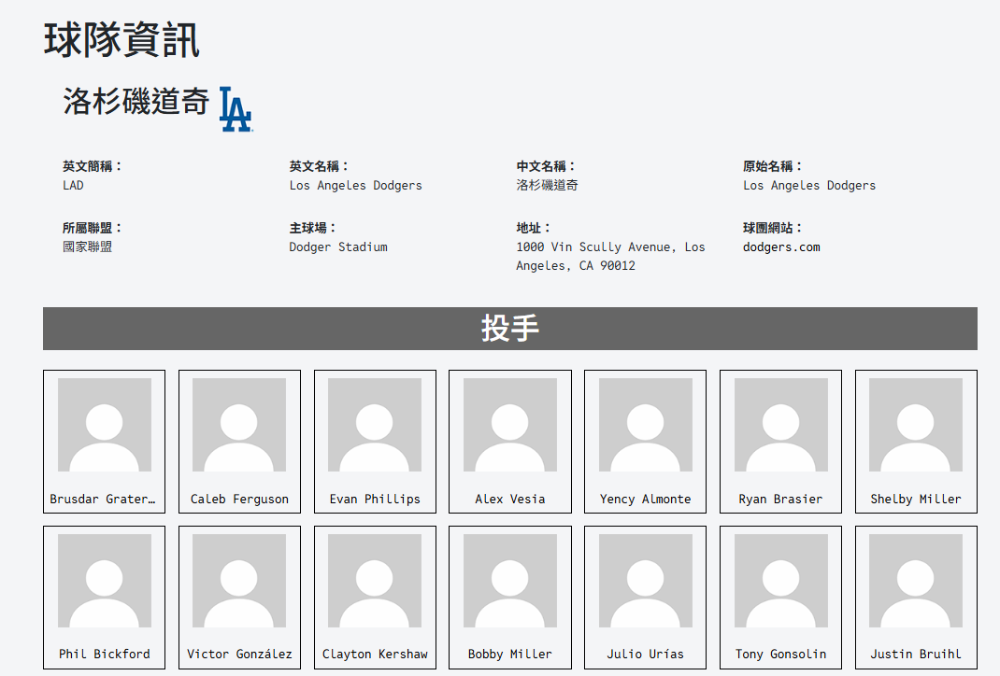 球隊資訊
洛杉磯道奇 LA
英文簡稱：
LAD
英文名稱：
Los Angeles Dodgers
中文名稱：
洛杉磯道奇
原始名稱：
Los Angeles Dodgers
所屬聯盟：
國家聯盟
主球場：
Dodger Stadium
地址：
1000 Vin Scully Avenue, Los
Angeles, CA 90012
球團網站：
dodgers.com
投手
Brusdar Grater…
Caleb Ferguson
Evan Phillips
Alex Vesia
Yency Almonte
Ryan Brasier
Shelby Miller
Phil Bickford
Victor González
Clayton Kershaw
Bobby Miller
Julio Urías
Tony Gonsolin
Justin Bruihl